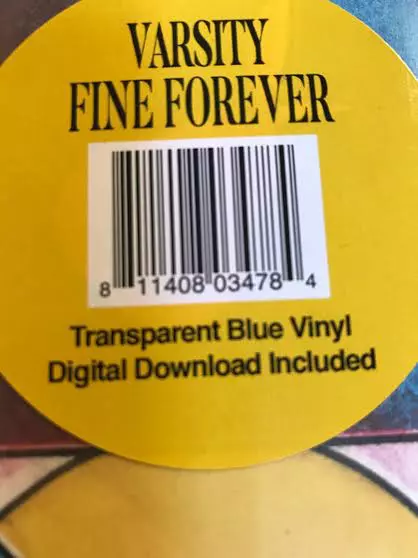 VARSITY
FINE FOREVER
8 11408 03478 4
Transparent Blue Vinyl
Digital Download Included